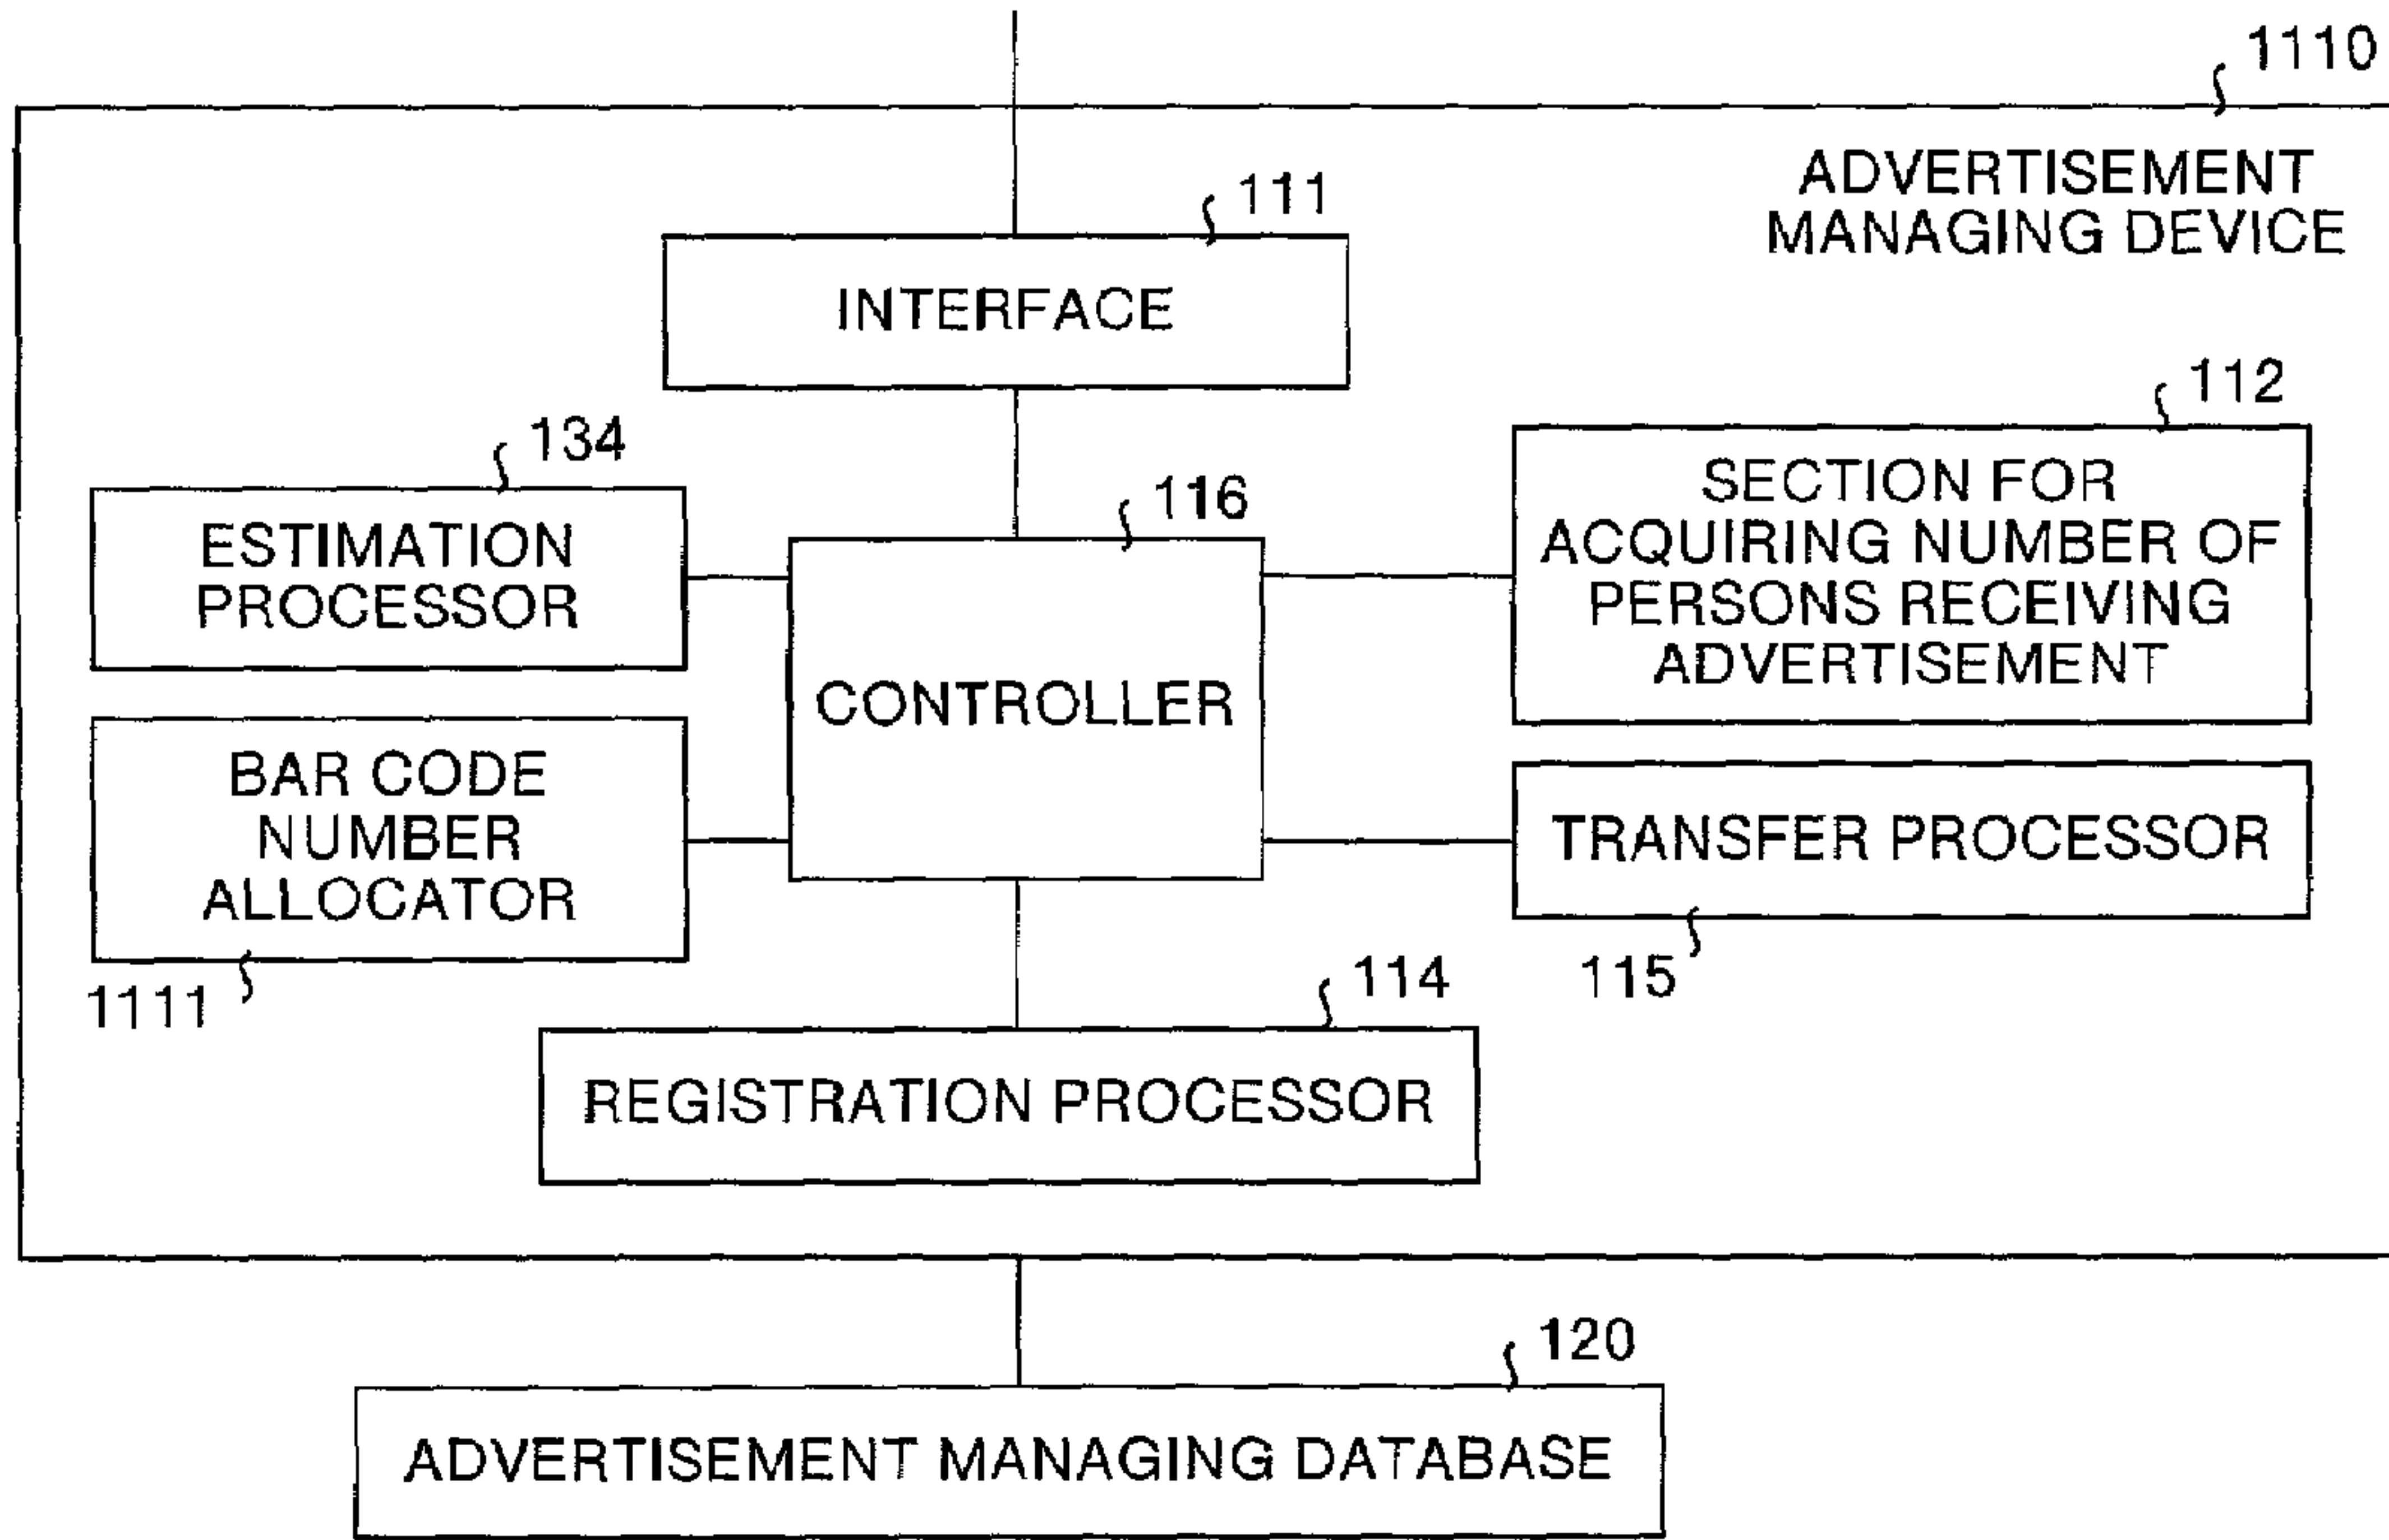 1110
ADVERTISEMENT
MANAGING DEVICE
111
INTERFACE
112
SECTION FOR
ACQUIRING NUMBER OF
PERSONS RECEIVING
ADVERTISEMENT
134
ESTIMATION
PROCESSOR
116
CONTROLLER
BAR CODE
NUMBER
ALLOCATOR
1111
TRANSFER PROCESSOR
115
114
REGISTRATION PROCESSOR
120
ADVERTISEMENT MANAGING DATABASE